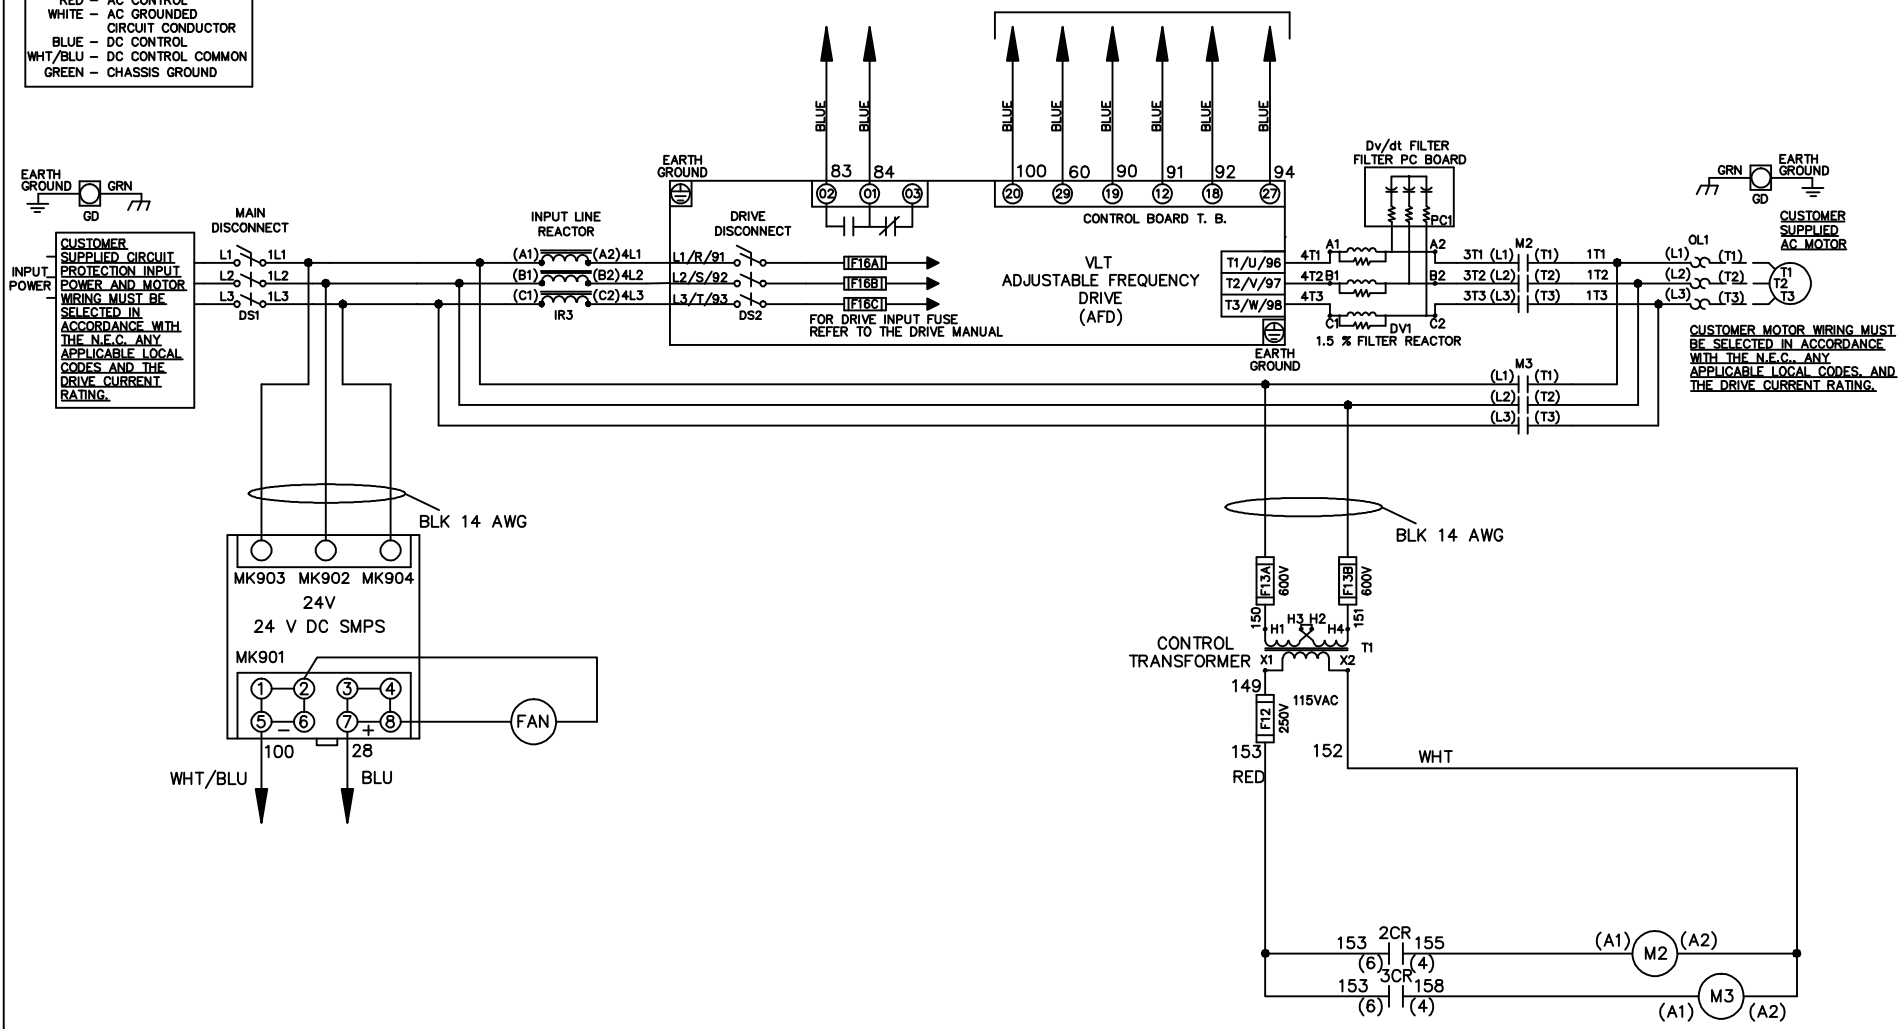 RED – AC CONTROL
WHITE – AC GROUNDED
CIRCUIT CONDUCTOR
BLUE – DC CONTROL
WHT/BLU – DC CONTROL COMMON
GREEN – CHASSIS GROUND
BLUE
BLUE
BLUE
BLUE
BLUE
BLUE
BLUE
BLUE
EARTH
GROUND
GRN
GD
MAIN
DISCONNECT
INPUT
POWER
CUSTOMER
SUPPLIED CIRCUIT
PROTECTION INPUT
POWER AND MOTOR
WIRING MUST BE
SELECTED IN
ACCORDANCE WITH
THE N.E.C. ANY
APPLICABLE LOCAL
CODES AND THE
DRIVE CURRENT
RATING.
L1 1L1
L2 1L2
L3 1L3
DS1
INPUT LINE
REACTOR
(A1) (A2) 4L1
(B1) (B2) 4L2
(C1) (C2) 4L3
IR3
EARTH
GROUND
DRIVE
DISCONNECT
L1/R/91
L2/S/92
L3/T/93
DS2
83 84
02 01 03
F16A
F16B
F16C
FOR DRIVE INPUT FUSE
REFER TO THE DRIVE MANUAL
100 60 90 91 92 94
20 29 19 12 18 27
CONTROL BOARD T. B.
VLT
ADJUSTABLE FREQUENCY
DRIVE
(AFD)
T1/U/96
T2/V/97
T3/W/98
EARTH
GROUND
4T1
4T2
4T3
Dv/dt FILTER
FILTER PC BOARD
PC1
A1 A2
B1 B2
C1 C2
DV1
1.5 % FILTER REACTOR
M2
3T1 (L1) (T1) 1T1
3T2 (L2) (T2) 1T2
3T3 (L3) (T3) 1T3
OL1
(L1) (T1)
(L2) (T2)
(L3) (T3)
T1
T2
T3
GRN
EARTH
GROUND
GD
CUSTOMER
SUPPLIED
AC MOTOR
CUSTOMER MOTOR WIRING MUST
BE SELECTED IN ACCORDANCE
WITH THE N.E.C., ANY
APPLICABLE LOCAL CODES, AND
THE DRIVE CURRENT RATING.
M3
(L1) (T1)
(L2) (T2)
(L3) (T3)
BLK 14 AWG
MK903 MK902 MK904
24V
24 V DC SMPS
MK901
1 2 3 4
5 6 7 8
– +
100 28
WHT/BLU
BLU
FAN
BLK 14 AWG
F13A
600V
F13B
600V
150
151
H1 H3 H2 H4
T1
CONTROL
TRANSFORMER
X1 X2
149
115VAC
F12
250V
153
RED
152
WHT
2CR
153 155
(6) (4)
(A1) M2 (A2)
3CR
153 158
(6) (4)
(A1) M3 (A2)